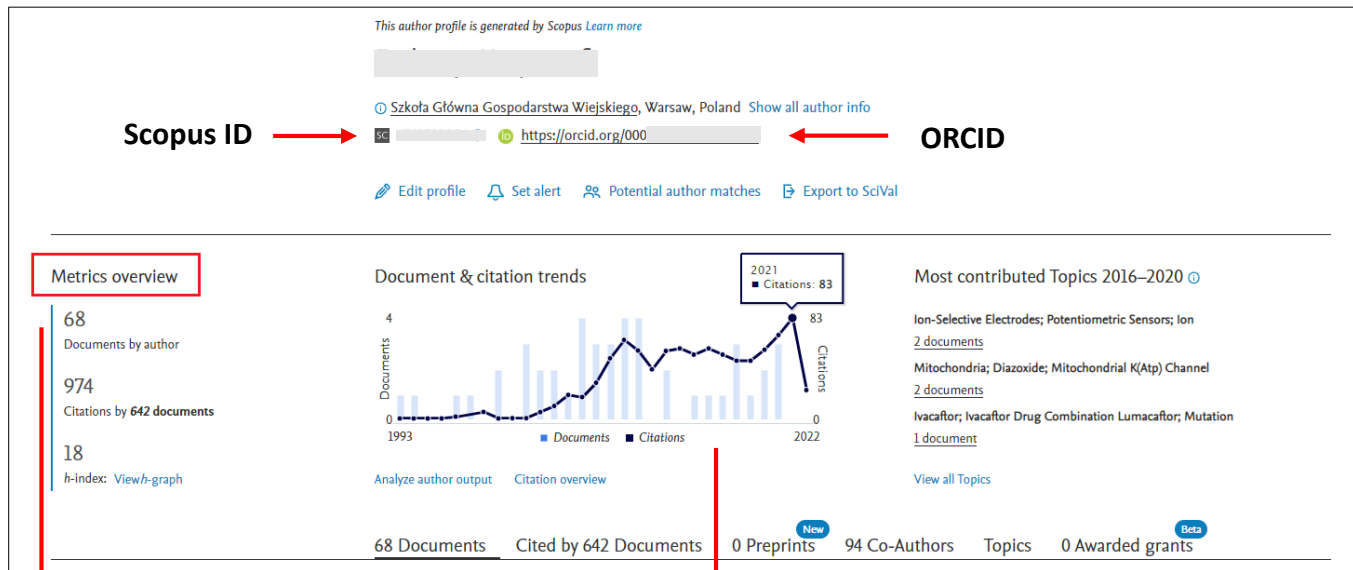 This author profile is generated by Scopus Learn more
Szkoła Główna Gospodarstwa Wiejskiego, Warsaw, Poland Show all author info
Scopus ID
SC
iD https://orcid.org/000
ORCID
Edit profile Set alert Potential author matches Export to SciVal
Metrics overview
68
Documents by author
974
Citations by 642 documents
18
h-index: View h-graph
Document & citation trends
2021
Citations: 83
4
Documents
0
83
Citations
0
1993
2022
Documents Citations
Analyze author output Citation overview
Most contributed Topics 2016–2020
Ion-Selective Electrodes; Potentiometric Sensors; Ion
2 documents
Mitochondria; Diazoxide; Mitochondrial K(Atp) Channel
2 documents
Ivacaftor; Ivacaftor Drug Combination Lumacaftor; Mutation
1 document
View all Topics
New
Beta
68 Documents Cited by 642 Documents 0 Preprints 94 Co-Authors Topics 0 Awarded grants